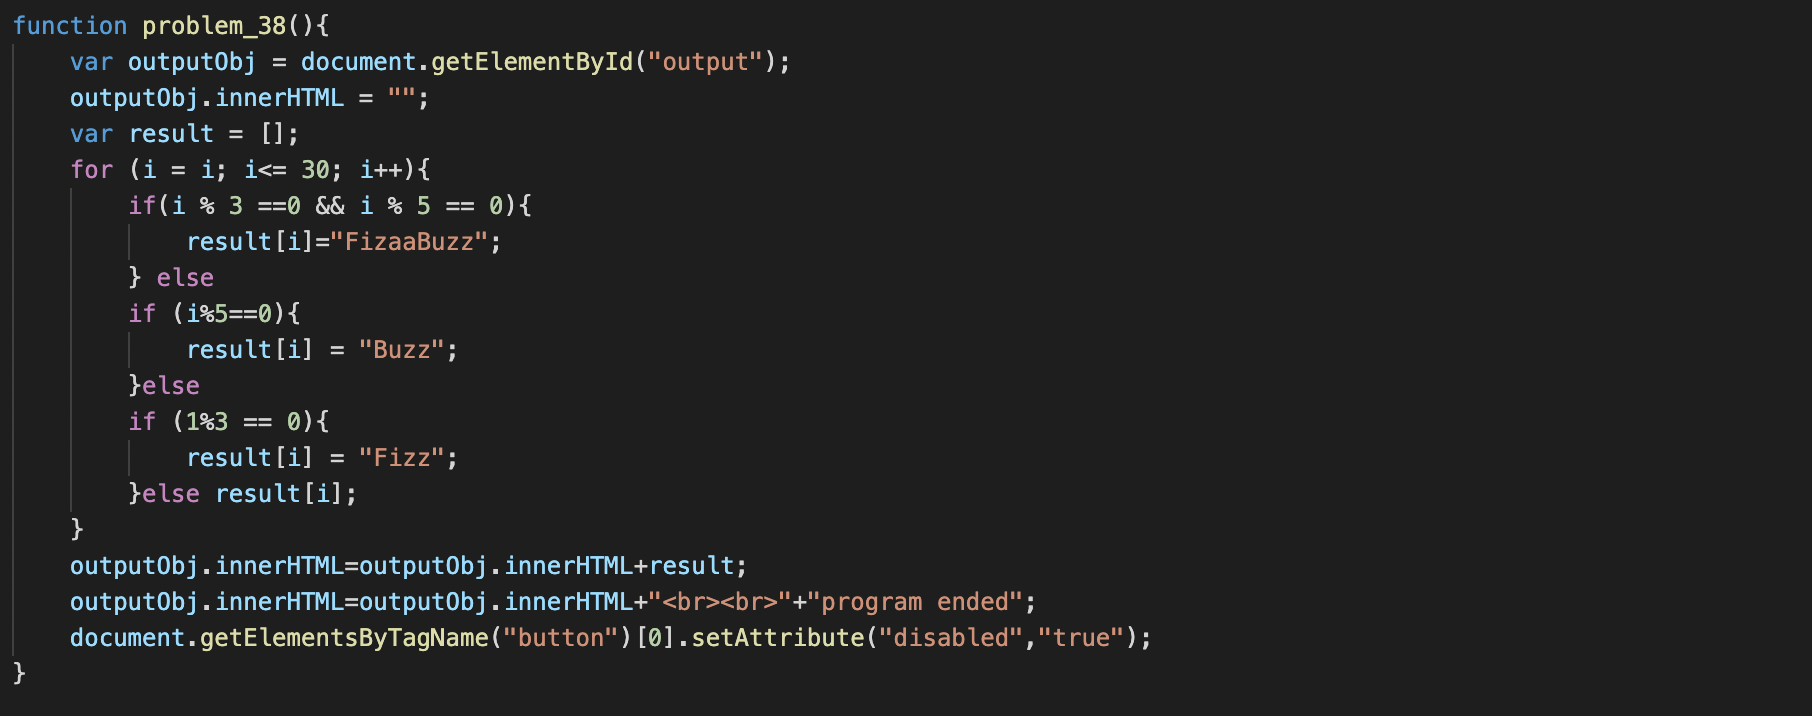 function problem_38(){
    var outputObj = document.getElementById("output");
    outputObj.innerHTML = "";
    var result = [];
    for (i = i; i<= 30; i++){
        if(i % 3 ==0 && i % 5 == 0){
            result[i]="FizaaBuzz";
        } else
        if (i%5==0){
            result[i] = "Buzz";
        }else
        if (1%3 == 0){
            result[i] = "Fizz";
        }else result[i];
    }
    outputObj.innerHTML=outputObj.innerHTML+result;
    outputObj.innerHTML=outputObj.innerHTML+"<br><br>"+"program ended";
    document.getElementsByTagName("button")[0].setAttribute("disabled","true");
}